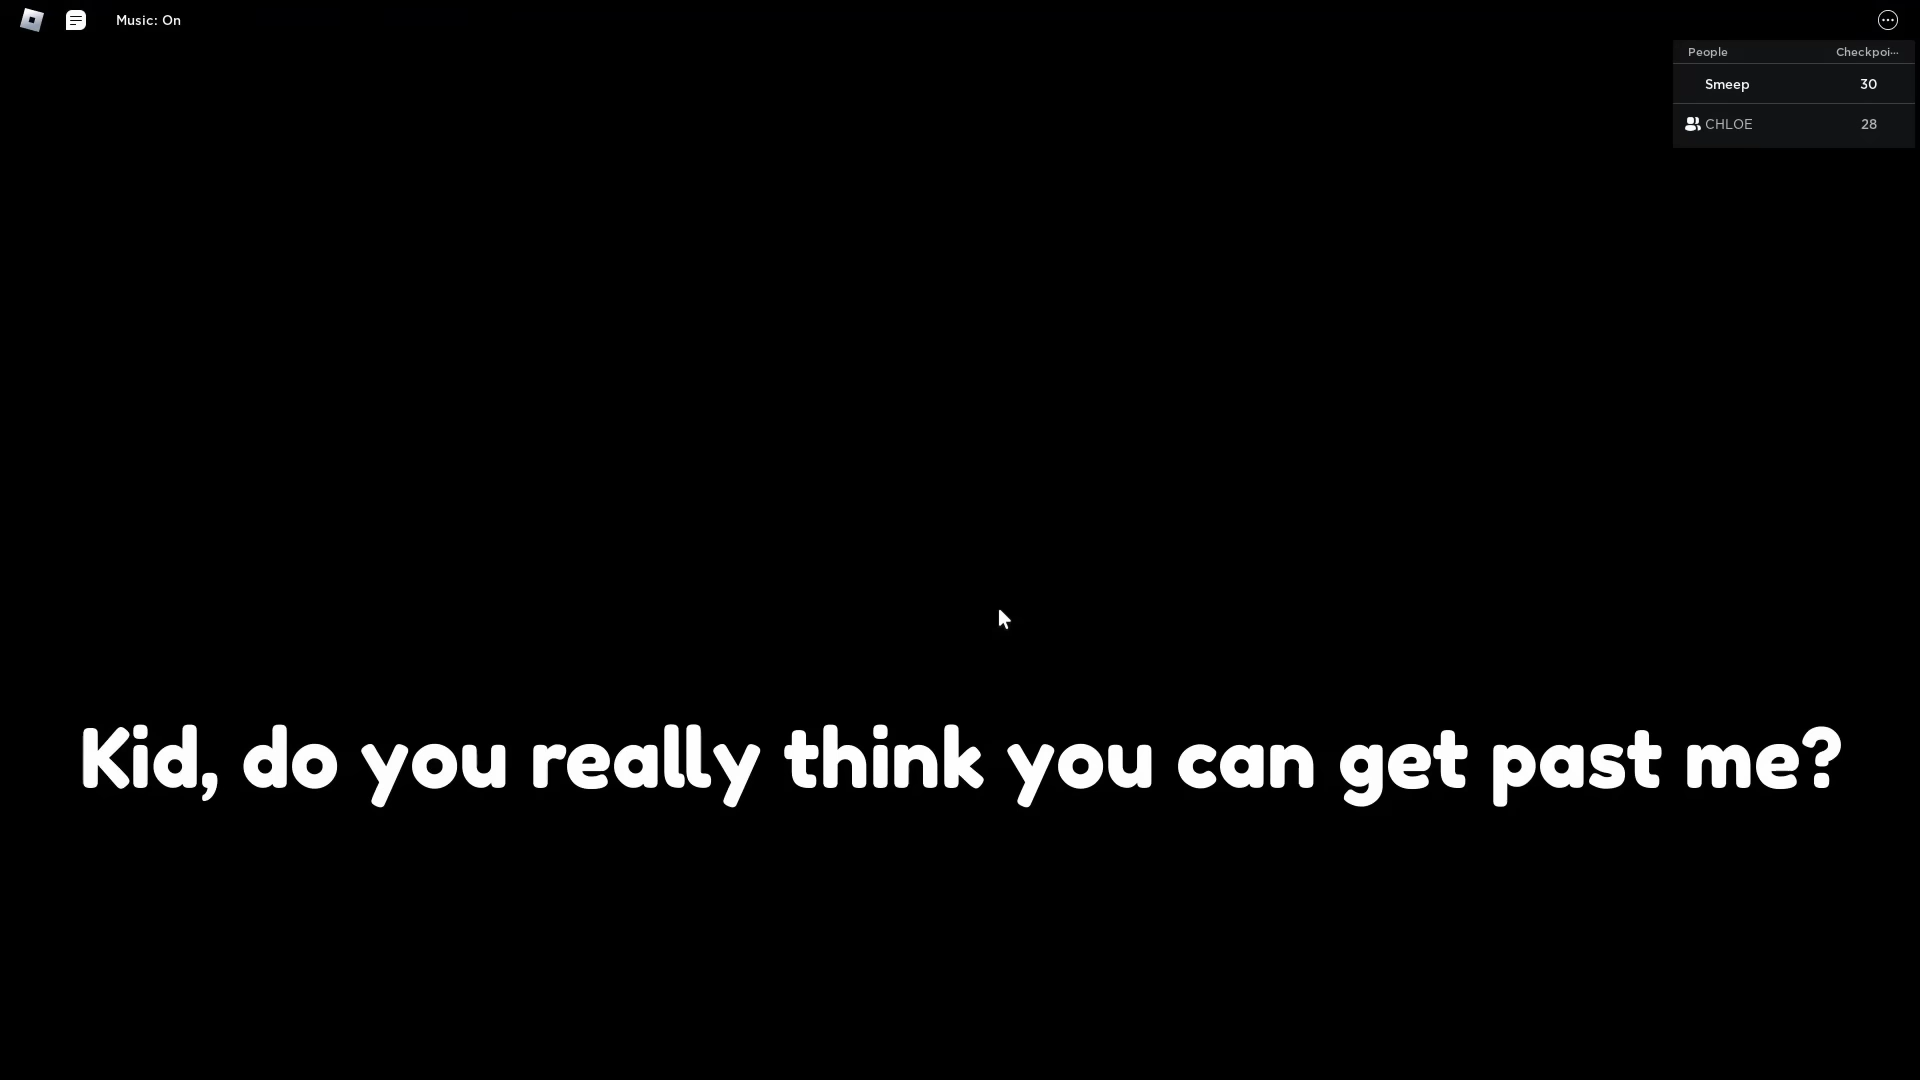 Music: On
People Checkpoi...
Smeep 30
CHLOE 28
Kid, do you really think you can get past me?